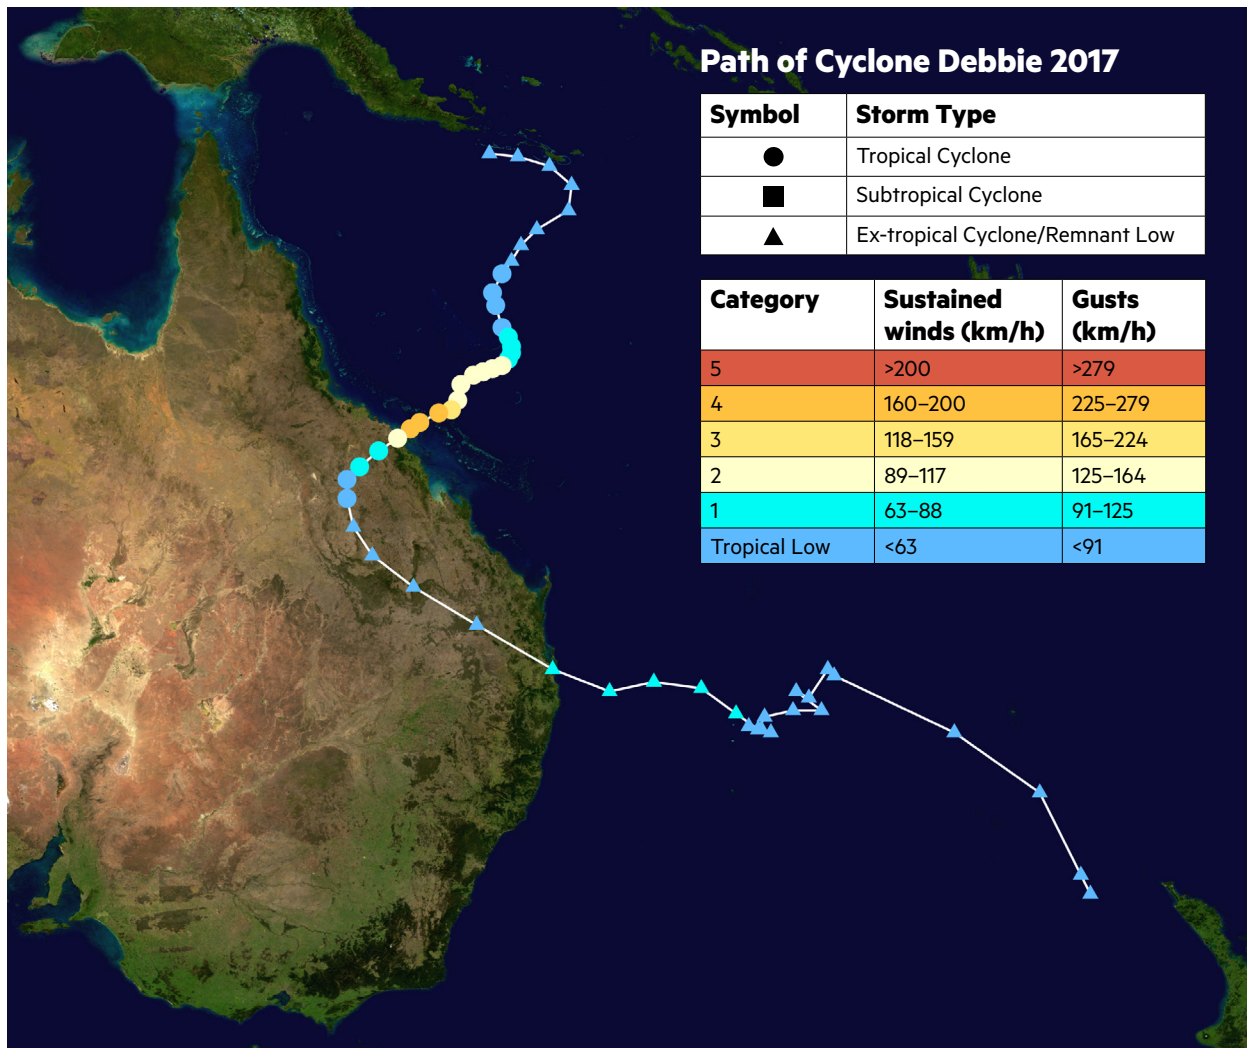 Path of Cyclone Debbie 2017
Symbol Storm Type
Tropical Cyclone
Subtropical Cyclone
Ex-tropical Cyclone/Remnant Low
Category Sustained winds (km/h) Gusts (km/h)
5 >200 >279
4 160–200 225–279
3 118–159 165–224
2 89–117 125–164
1 63–88 91–125
Tropical Low <63 <91